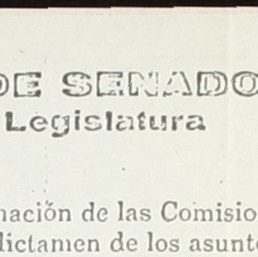 DE SENADO
Legislatura
nación de las Comisio
dictamen de los asunt